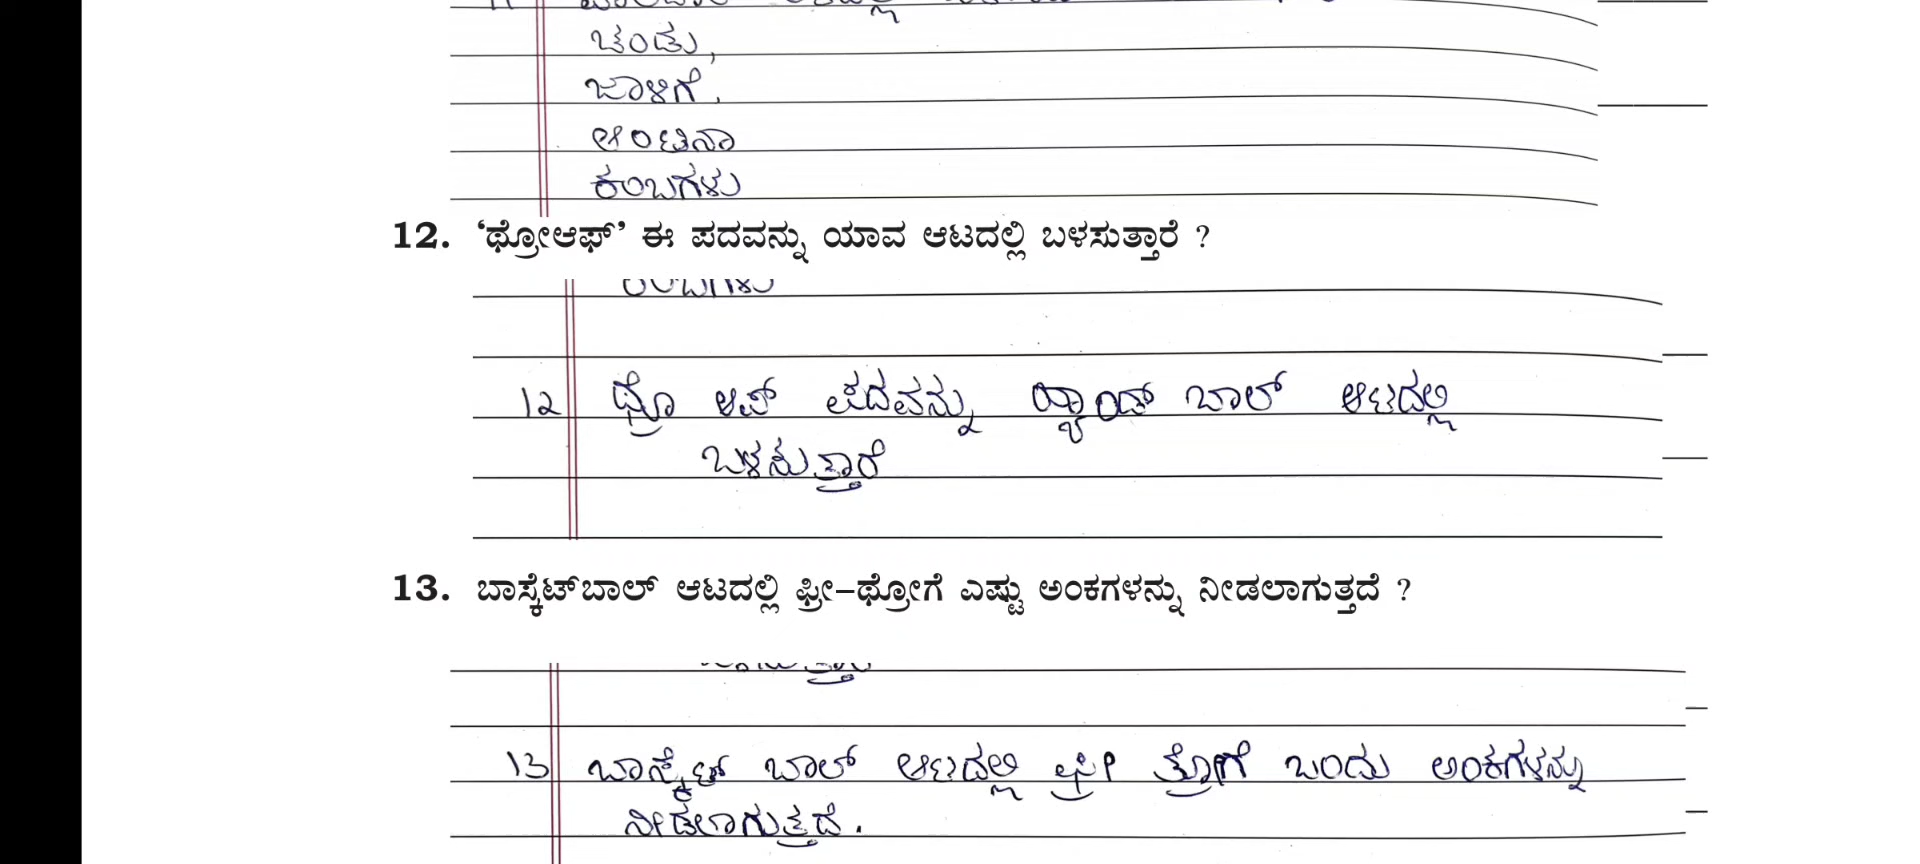 ಚಂಡು,
ಜಾಳಿಗೆ.
ಆಂಟಿನಾ
ಕಂಬಗಳು
12. ‘ಥ್ರೋಆಫ್’ ಈ ಪದವನ್ನು ಯಾವ ಆಟದಲ್ಲಿ ಬಳಸುತ್ತಾರೆ ?
12 ಥ್ರೊ ಆಪ್ ಪದವನ್ನು ಹ್ಯಾಂಡ್ ಬಾಲ್ ಆಟದಲ್ಲಿ
ಬಳಸುತ್ತಾರೆ
13. ಬಾಸ್ಕೆಟ್‌ಬಾಲ್ ಆಟದಲ್ಲಿ ಫ್ರೀ–ಥ್ರೋಗೆ ಎಷ್ಟು ಅಂಕಗಳನ್ನು ನೀಡಲಾಗುತ್ತದೆ ?
13 ಬಾಸ್ಕೆಟ್ ಬಾಲ್ ಆಟದಲ್ಲಿ ಫ್ರೀ ತ್ರೊಗೆ ಒಂದು ಅಂಕಗಳನ್ನು
ನೀಡಲಾಗುತ್ತದೆ.